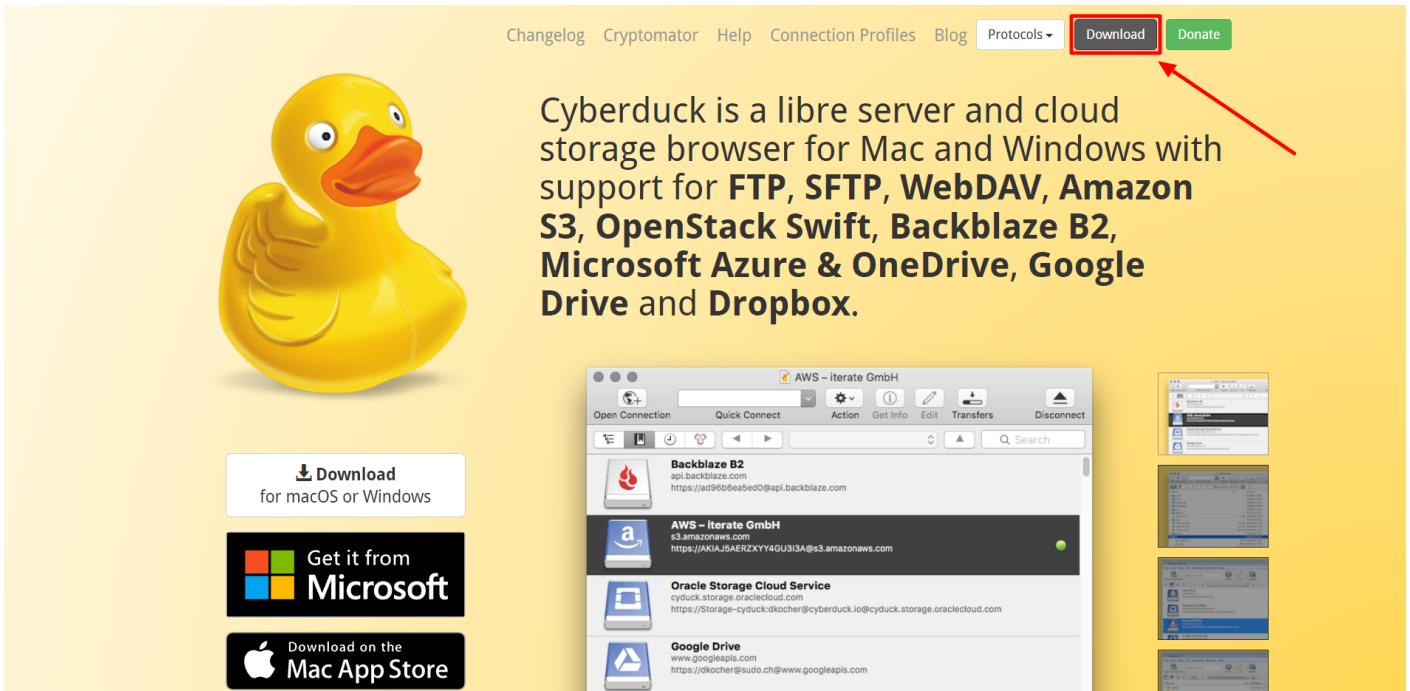 Changelog Cryptomator Help Connection Profiles Blog Protocols Download Donate
Cyberduck is a libre server and cloud
storage browser for Mac and Windows with
support for FTP, SFTP, WebDAV, Amazon
S3, OpenStack Swift, Backblaze B2,
Microsoft Azure & OneDrive, Google
Drive and Dropbox.
Download
for macOS or Windows
Get it from
Microsoft
Download on the
Mac App Store
AWS – iterate GmbH
Open Connection Quick Connect Action Get Info Edit Transfers Disconnect
Search
Backblaze B2
api.backblaze.com
https://ad96b6ea5ed0@api.backblaze.com
AWS – iterate GmbH
s3.amazonaws.com
https://AKIAJ5AERZXYY4GU3I3A@s3.amazonaws.com
Oracle Storage Cloud Service
cyduck.storage.oraclecloud.com
https://Storage-cyduck:dkocher@cyberduck.io@cyduck.storage.oraclecloud.com
Google Drive
www.googleapis.com
https://dkocher@sudo.ch@www.googleapis.com